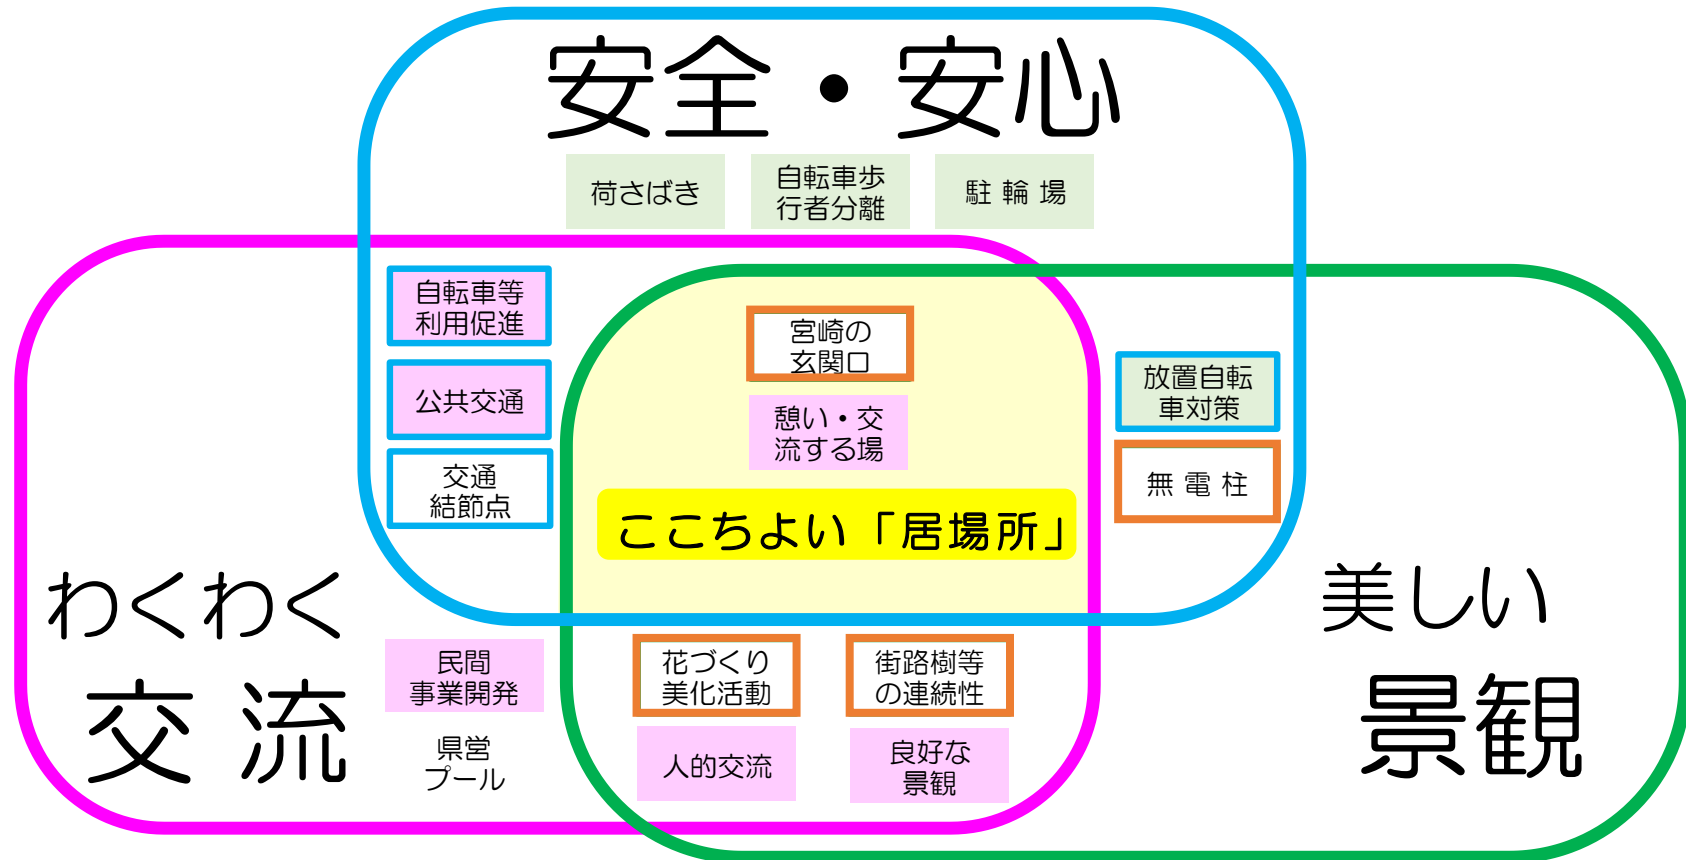 安全・安心
荷さばき
自転車歩
行者分離
駐輪場
自転車等
利用促進
公共交通
交通
結節点
宮崎の
玄関口
憩い・交
流する場
ここちよい「居場所」
放置自転
車対策
無電柱
わくわく
交流
美しい
景観
民間
事業開発
県営
プール
花づくり
美化活動
街路樹等
の連続性
人的交流
良好な
景観